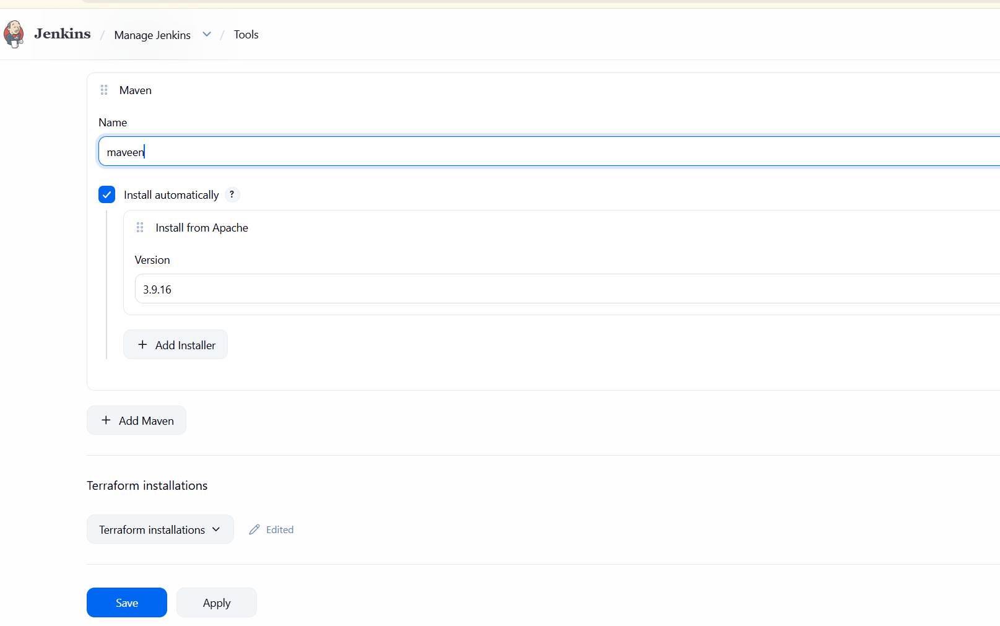 Jenkins / Manage Jenkins / Tools
Maven
Name
maveen
Install automatically ?
Install from Apache
Version
3.9.16
+ Add Installer
+ Add Maven
Terraform installations
Terraform installations Edited
Save Apply